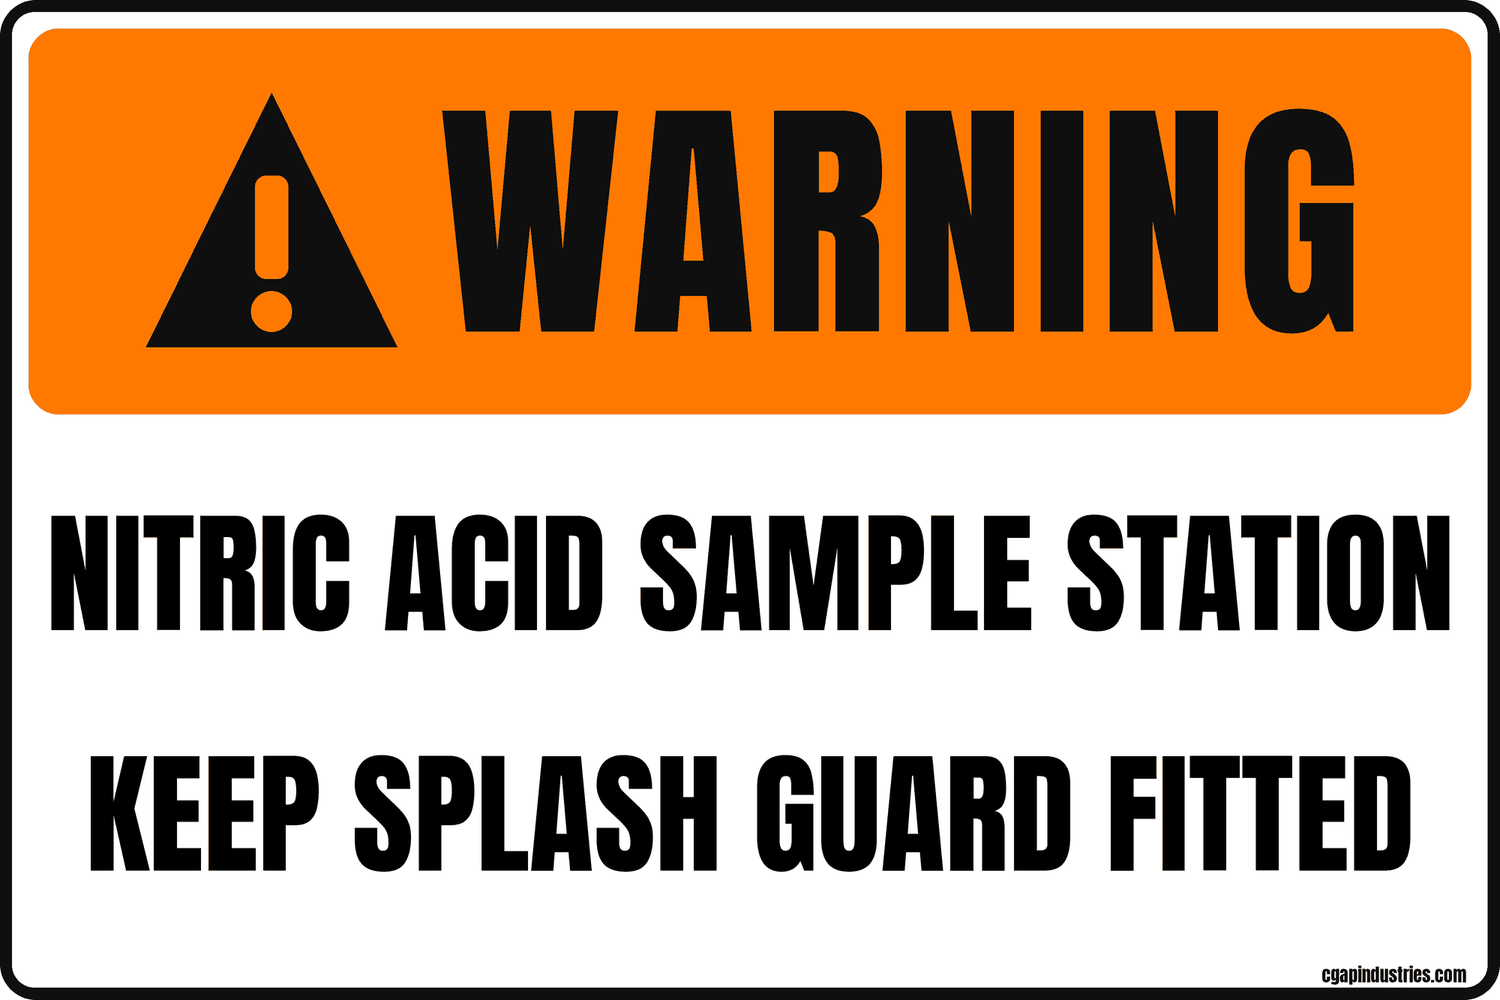 WARNING
NITRIC ACID SAMPLE STATION
KEEP SPLASH GUARD FITTED
cgapindustries.com